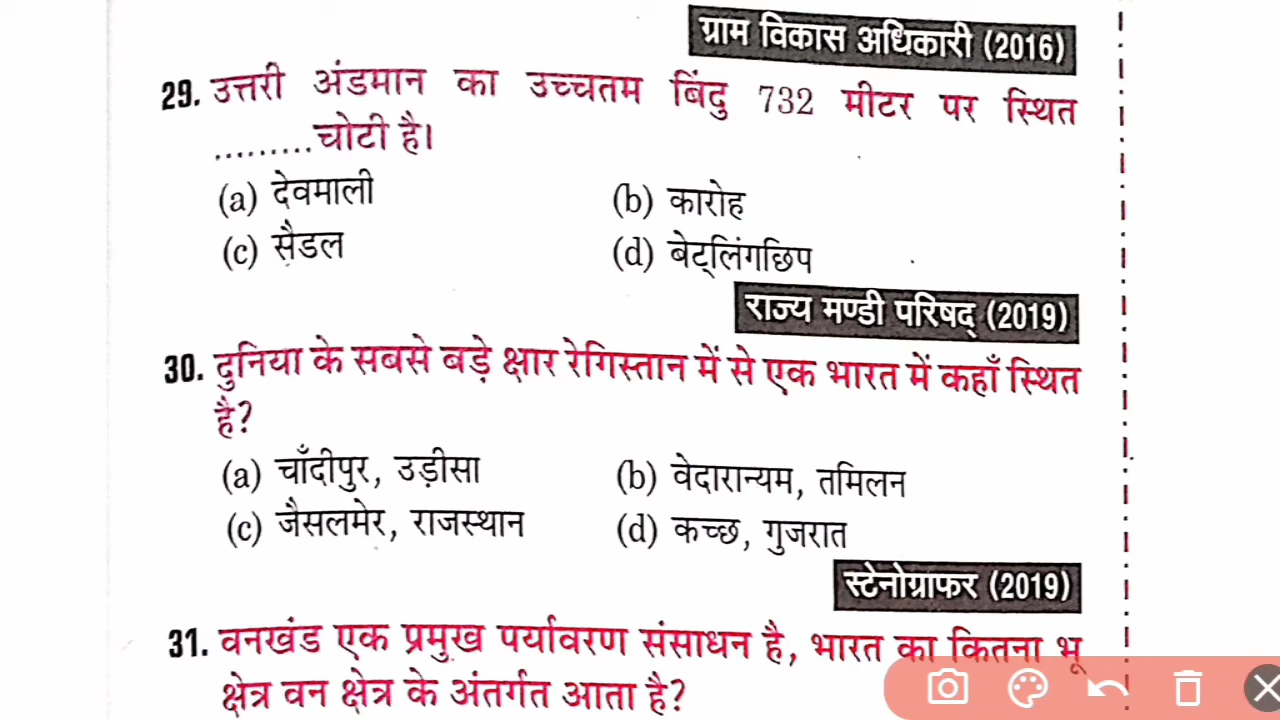 ग्राम विकास अधिकारी (2016)
29. उत्तरी अंडमान का उच्चतम बिंदु 732 मीटर पर स्थित
.........चोटी है।
(a) देवमाली (b) कारोह
(c) सैडल (d) बेट्लिंगछिप
राज्य मण्डी परिषद् (2019)
30. दुनिया के सबसे बड़े क्षार रेगिस्तान में से एक भारत में कहाँ स्थित
है?
(a) चाँदीपुर, उड़ीसा (b) वेदारान्यम, तमिलन
(c) जैसलमेर, राजस्थान (d) कच्छ, गुजरात
स्टेनोग्राफर (2019)
31. वनखंड एक प्रमुख पर्यावरण संसाधन है, भारत का कितना भू
क्षेत्र वन क्षेत्र के अंतर्गत आता है?